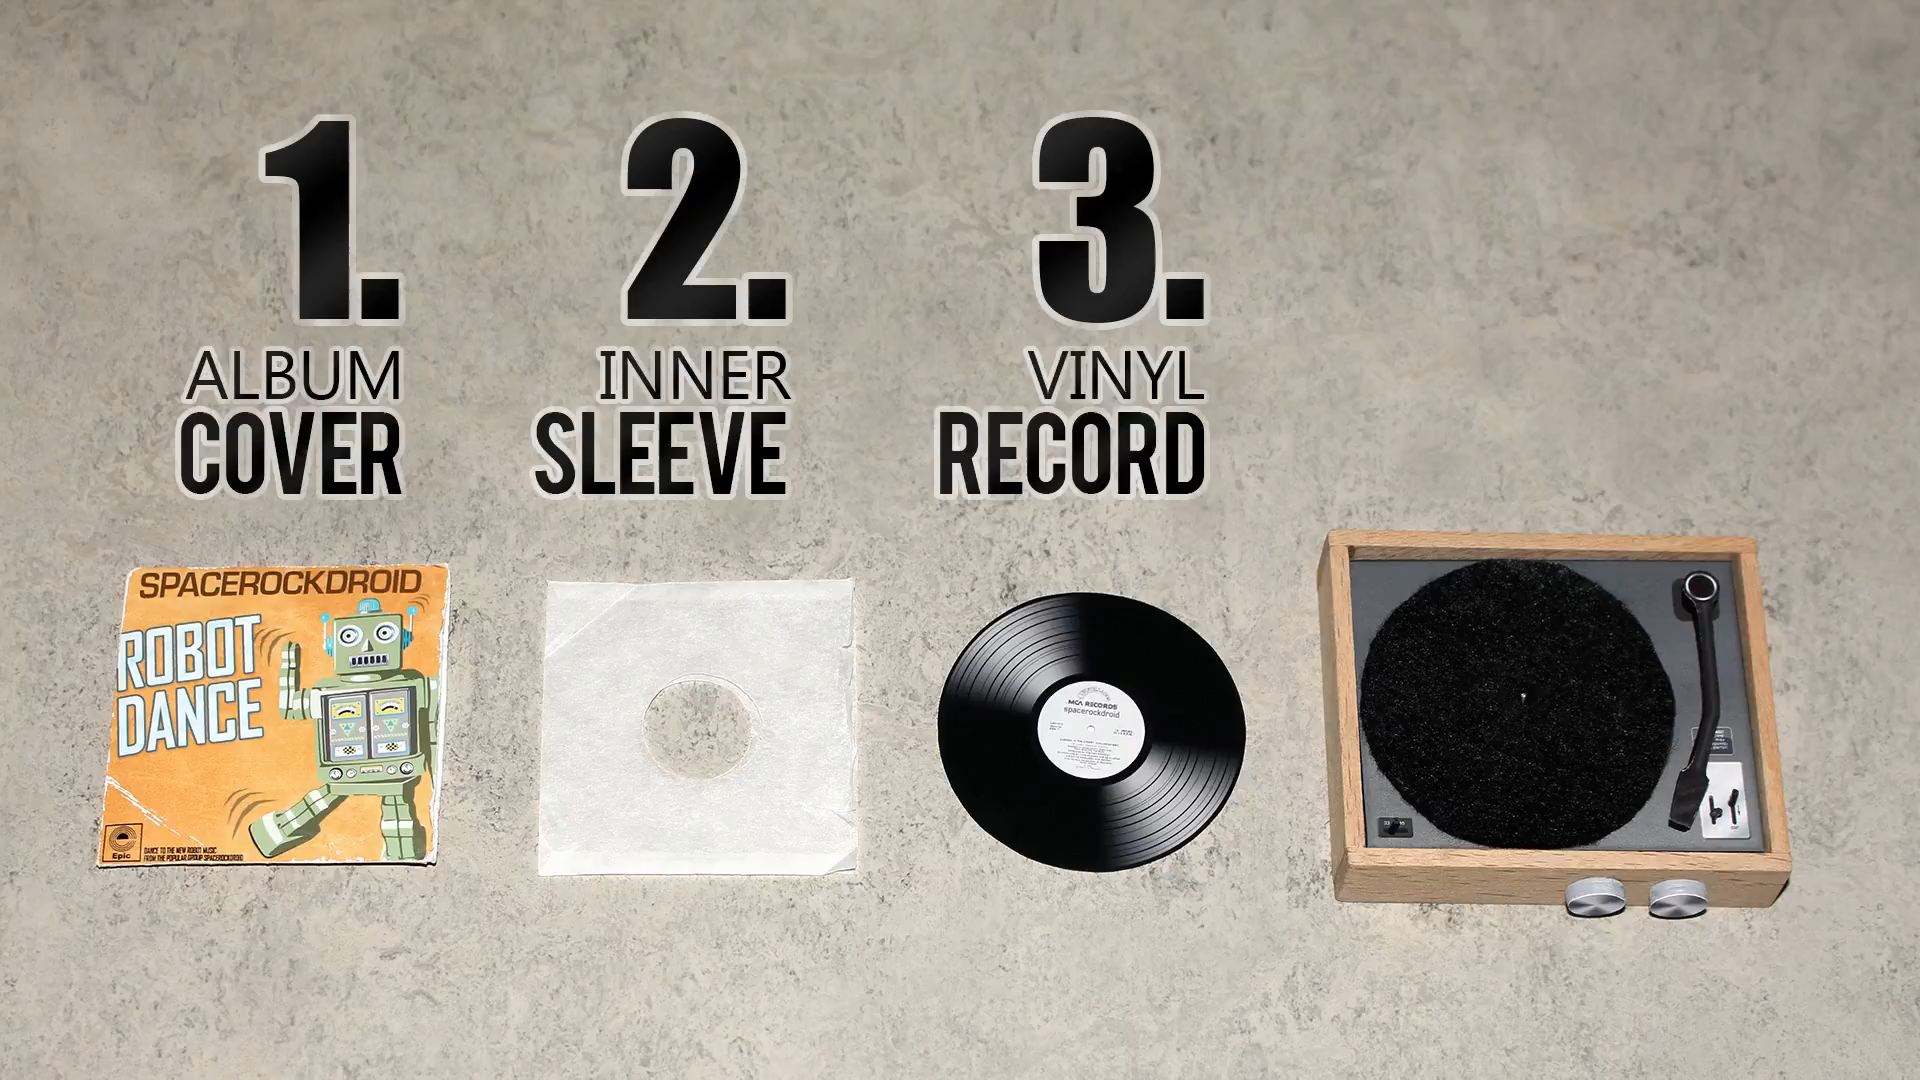 1.
ALBUM
COVER
2.
INNER
SLEEVE
3.
VINYL
RECORD
SPACEROCKDROID
ROBOT
DANCE
Epic
DANCE TO THE NEW ROBOT MUSIC
FROM THE POPULAR GROUP SPACEROCKDROID
MCA RECORDS
spacerockdroid